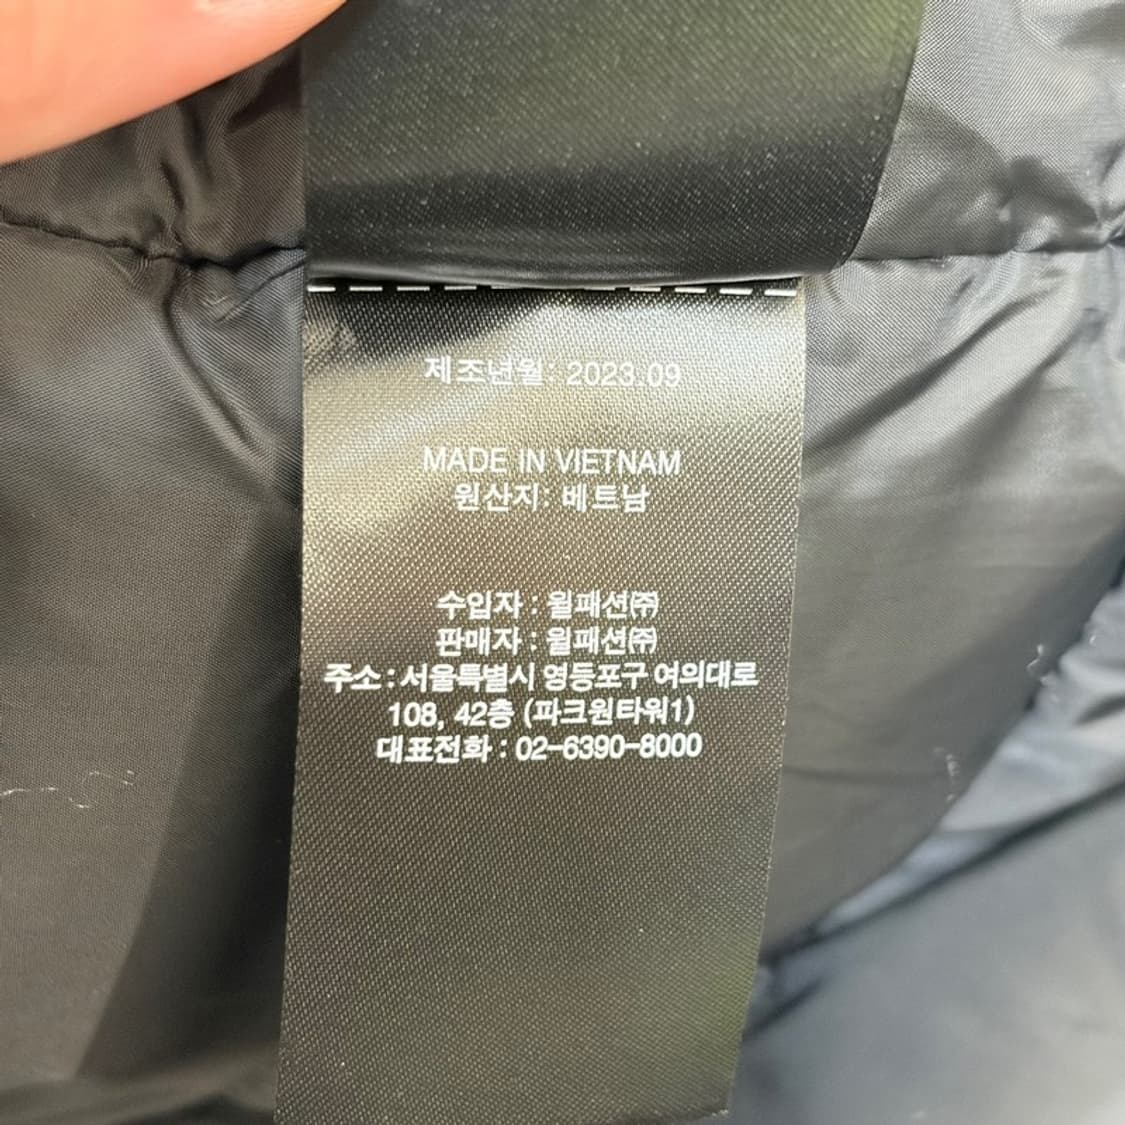 제조년월: 2023.09
MADE IN VIETNAM
원산지: 베트남
수입자 : 월패션㈜
판매자 : 월패션㈜
주소 : 서울특별시 영등포구 여의대로
108, 42층 (파크원타워1)
대표전화 : 02-6390-8000